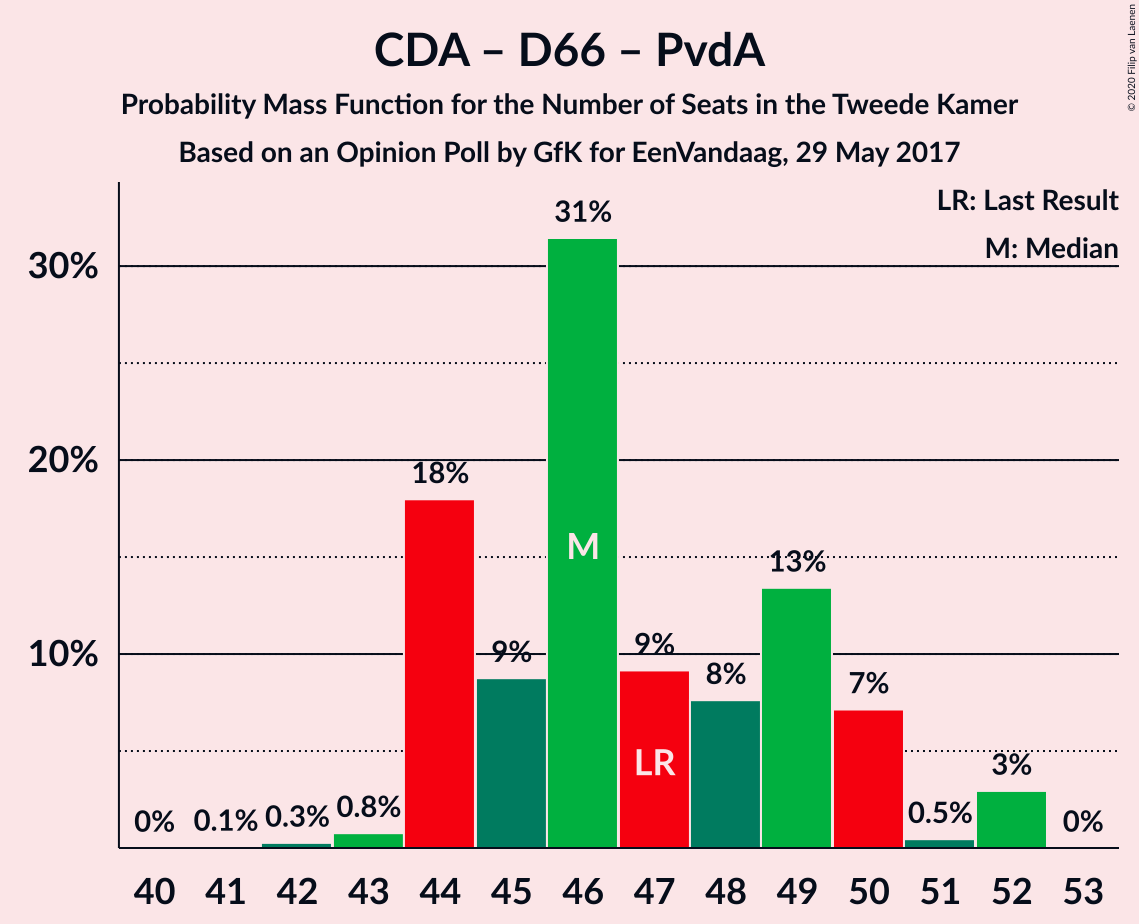 CDA – D66 – PvdA
Probability Mass Function for the Number of Seats in the Tweede Kamer
Based on an Opinion Poll by GfK for EenVandaag, 29 May 2017
© 2020 Filip van Laenen
LR: Last Result
M: Median
30%
20%
10%
0%
0.1%
0.3%
0.8%
18%
9%
31%
9%
8%
13%
7%
0.5%
3%
0%
M
LR
40 41 42 43 44 45 46 47 48 49 50 51 52 53